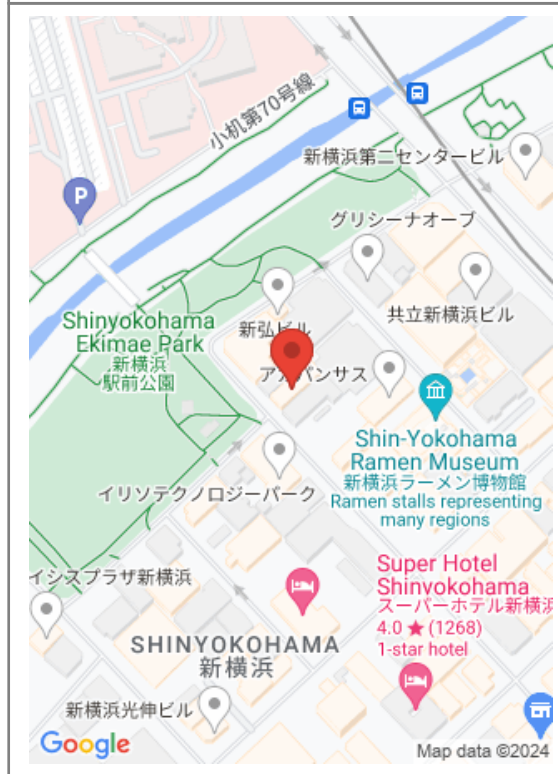 小机第70号線
P
新横浜第二センタービル
グリシーナオーブ
共立新横浜ビル
Shinyokohama
Ekimae Park
新横浜
駅前公園
新弘ビル
Shin-Yokohama
Ramen Museum
新横浜ラーメン博物館
Ramen stalls representing
many regions
イリソテクノロジーパーク
Super Hotel
Shinyokohama
スーパーホテル新横浜
4.0 ★ (1268)
1-star hotel
イシスプラザ新横浜
SHINYOKOHAMA
新横浜
新横浜光伸ビル
Google
Map data ©2024